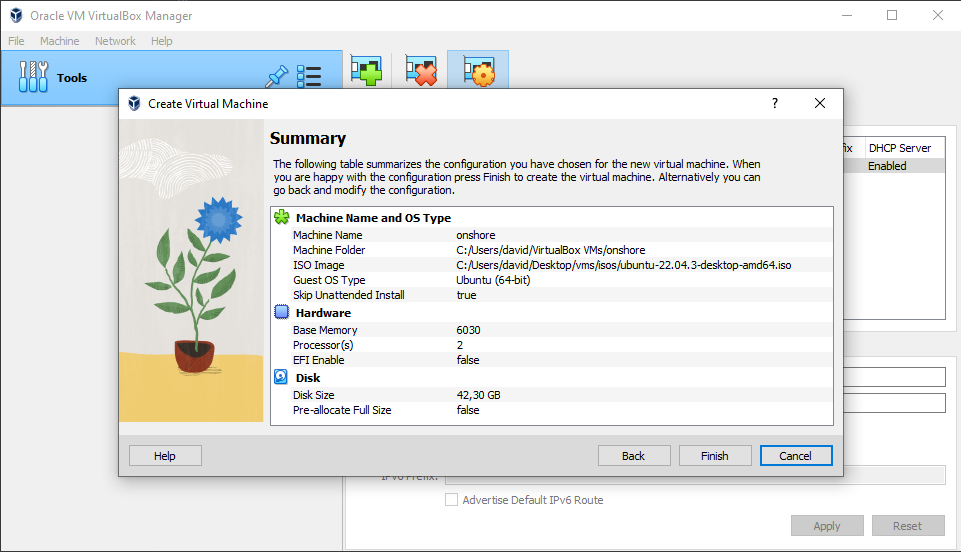 Oracle VM VirtualBox Manager
File Machine Network Help
Tools
Create Virtual Machine
?
Summary
The following table summarizes the configuration you have chosen for the new virtual machine. When
you are happy with the configuration press Finish to create the virtual machine. Alternatively you can
go back and modify the configuration.
fix DHCP Server
Enabled
Machine Name and OS Type
Machine Name onshore
Machine Folder C:/Users/david/VirtualBox VMs/onshore
ISO Image C:/Users/david/Desktop/vms/isos/ubuntu-22.04.3-desktop-amd64.iso
Guest OS Type Ubuntu (64-bit)
Skip Unattended Install true
Hardware
Base Memory 6030
Processor(s) 2
EFI Enable false
Disk
Disk Size 42,30 GB
Pre-allocate Full Size false
Help Back Finish Cancel
IPv6 Prefix:
Advertise Default IPv6 Route
Apply Reset